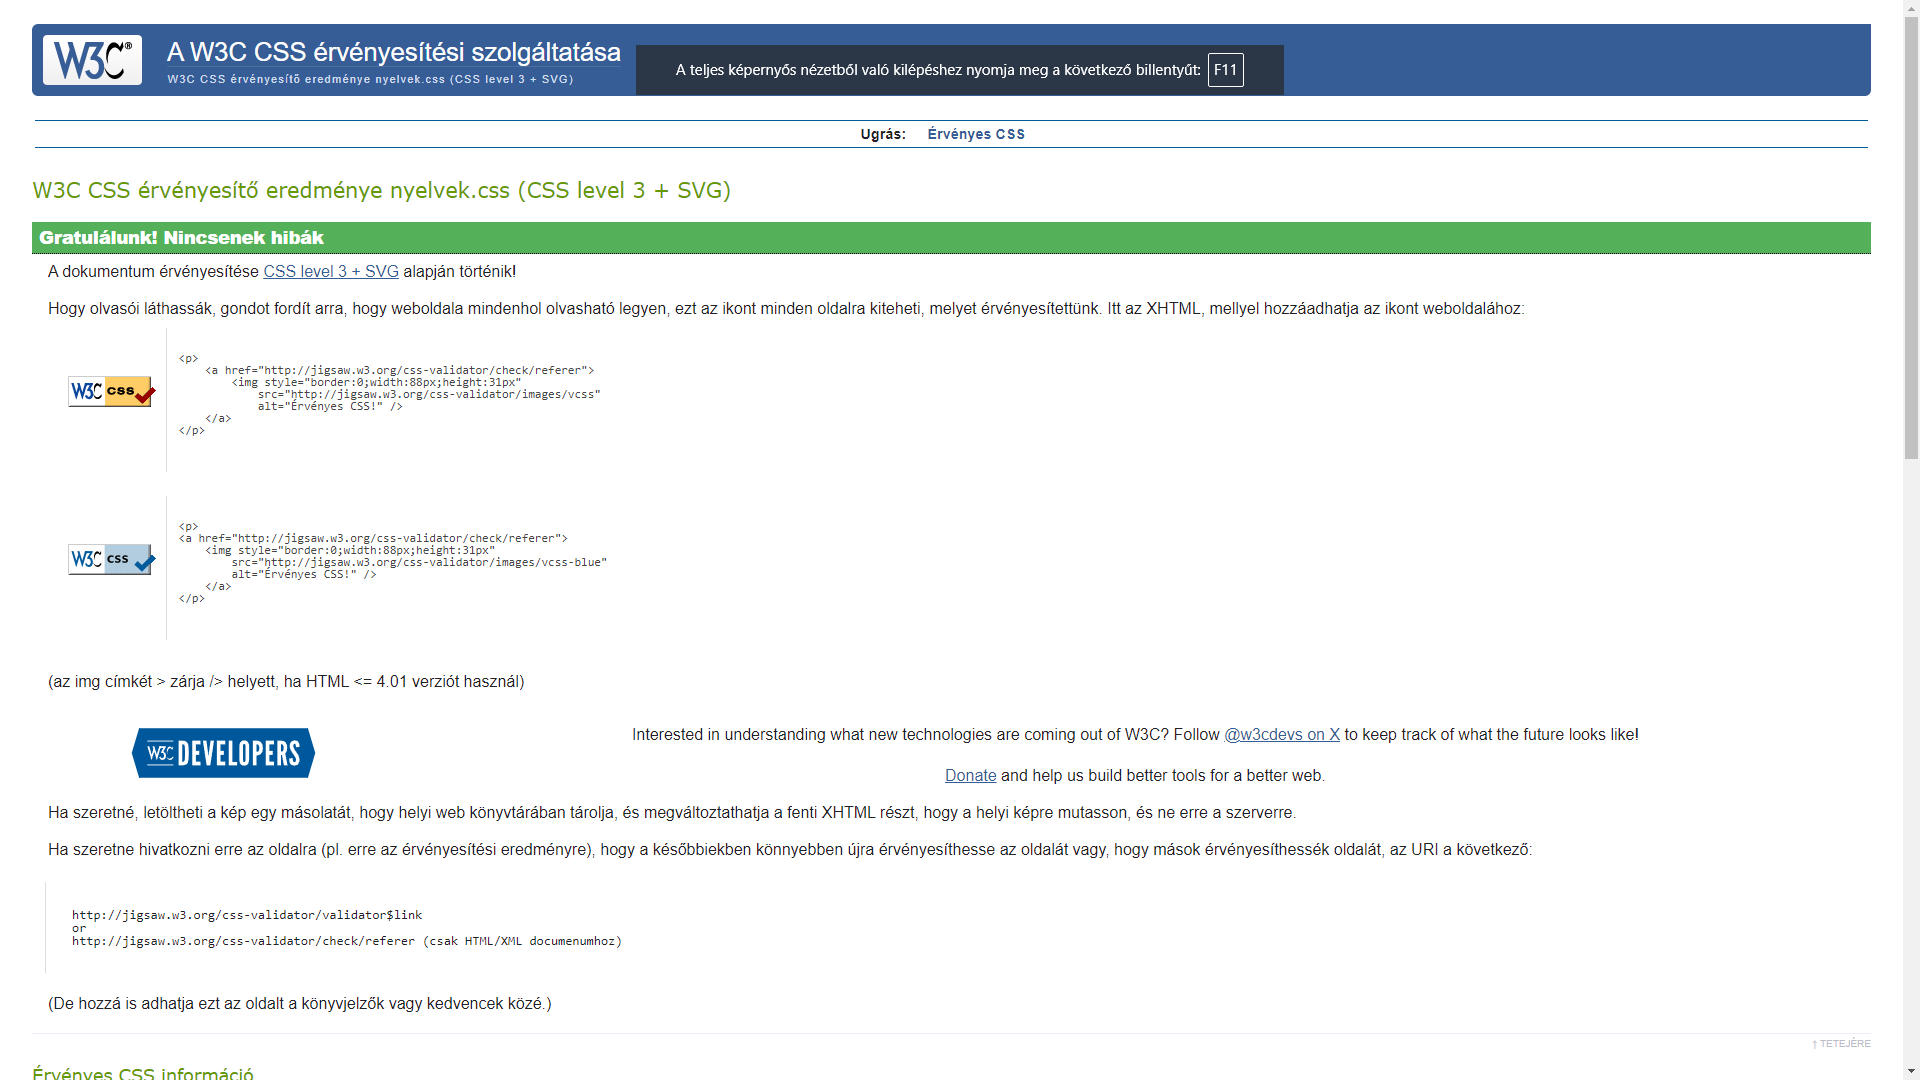 W3C®
A W3C CSS érvényesítési szolgáltatása
W3C CSS érvényesítő eredménye nyelvek.css (CSS level 3 + SVG)
A teljes képernyős nézetből való kilépéshez nyomja meg a következő billentyűt: F11
Ugrás: Érvényes CSS
W3C CSS érvényesítő eredménye nyelvek.css (CSS level 3 + SVG)
Gratulálunk! Nincsenek hibák
A dokumentum érvényesítése CSS level 3 + SVG alapján történik!
Hogy olvasói láthassák, gondot fordít arra, hogy weboldala mindenhol olvasható legyen, ezt az ikont minden oldalra kiteheti, melyet érvényesítettünk. Itt az XHTML, mellyel hozzáadhatja az ikont weboldalához:
W3C css
<p>
<a href="http://jigsaw.w3.org/css-validator/check/referer">
<img style="border:0;width:88px;height:31px"
src="http://jigsaw.w3.org/css-validator/images/vcss"
alt="Érvényes CSS!" />
</a>
</p>
W3C css
<p>
<a href="http://jigsaw.w3.org/css-validator/check/referer">
<img style="border:0;width:88px;height:31px"
src="http://jigsaw.w3.org/css-validator/images/vcss-blue"
alt="Érvényes CSS!" />
</a>
</p>
(az img címkét > zárja /> helyett, ha HTML <= 4.01 verziót használ)
W3C DEVELOPERS
Interested in understanding what new technologies are coming out of W3C? Follow @w3cdevs on X to keep track of what the future looks like!
Donate and help us build better tools for a better web.
Ha szeretné, letöltheti a kép egy másolatát, hogy helyi web könyvtárában tárolja, és megváltoztathatja a fenti XHTML részt, hogy a helyi képre mutasson, és ne erre a szerverre.
Ha szeretne hivatkozni erre az oldalra (pl. erre az érvényesítési eredményre), hogy a későbbiekben könnyebben újra érvényesíthesse az oldalát vagy, hogy mások érvényesíthessék oldalát, az URI a következő:
http://jigsaw.w3.org/css-validator/validator$link
or
http://jigsaw.w3.org/css-validator/check/referer (csak HTML/XML documenumhoz)
(De hozzá is adhatja ezt az oldalt a könyvjelzők vagy kedvencek közé.)
↑ TETEJÉRE
Érvényes CSS információ